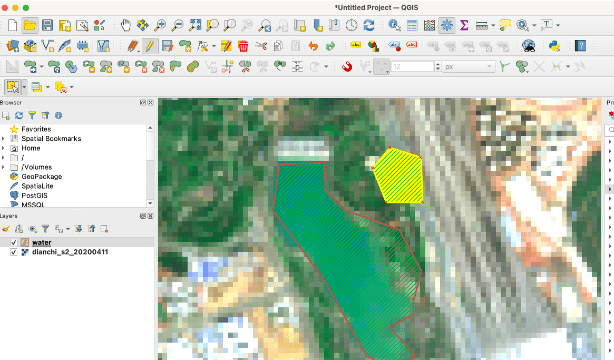 *Untitled Project — QGIS
12
px
Browser
Favorites
Spatial Bookmarks
Home
/
/Volumes
GeoPackage
SpatiaLite
PostGIS
MSSQL
Layers
water
dianchi_s2_20200411